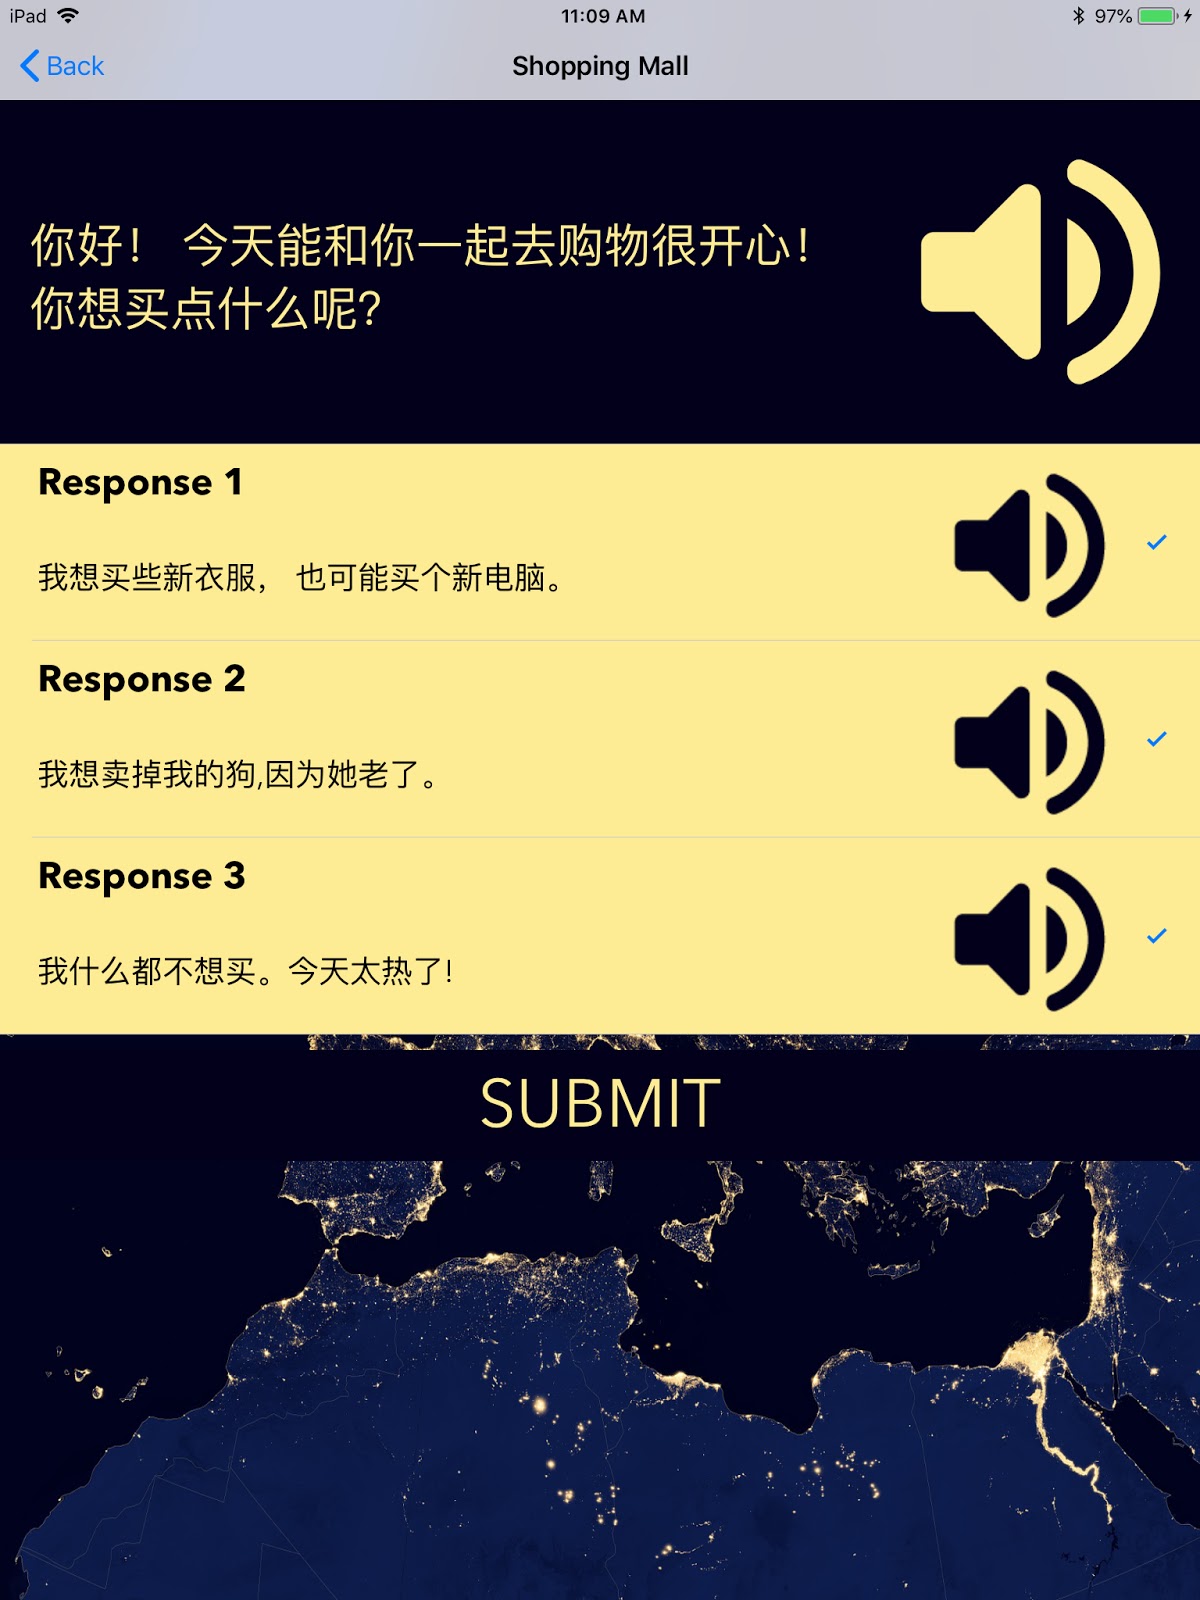 iPad 11:09 AM 97%
Back Shopping Mall
你好！ 今天能和你一起去购物很开心！
你想买点什么呢？
Response 1
我想买些新衣服， 也可能买个新电脑。
Response 2
我想卖掉我的狗,因为她老了。
Response 3
我什么都不想买。今天太热了!
SUBMIT